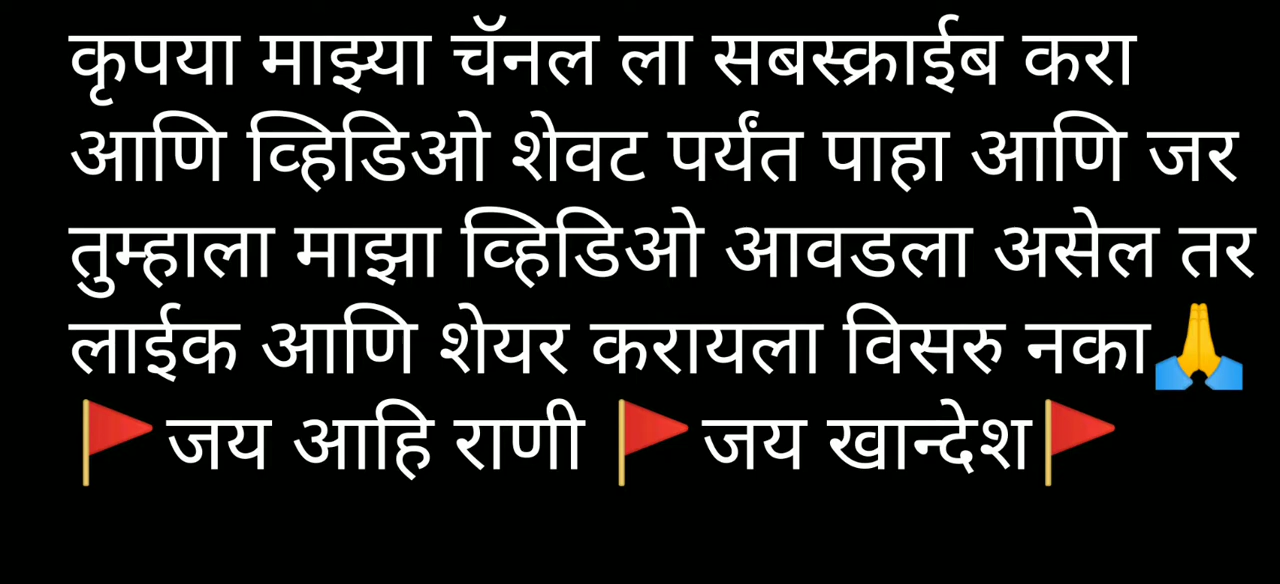 कृपया माझ्या चॅनल ला सबस्क्राईब करा
आणि व्हिडिओ शेवट पर्यंत पाहा आणि जर
तुम्हाला माझा व्हिडिओ आवडला असेल तर
लाईक आणि शेयर करायला विसरु नका🙏
🚩जय आहि राणी 🚩जय खान्देश🚩